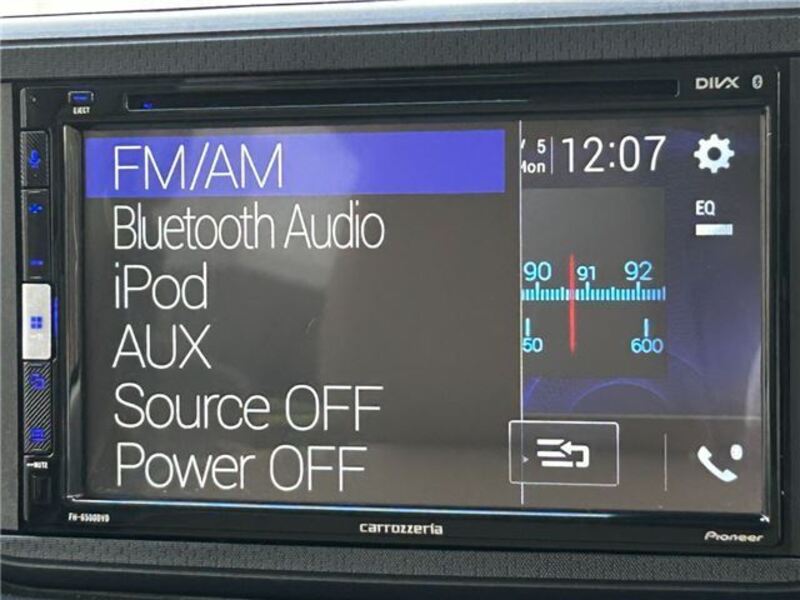 DIVX
EJECT
FM/AM
Bluetooth Audio
iPod
AUX
Source OFF
Power OFF
5
Mon
12:07
EQ
90 91 92
50 600
MUTE
FH-6500DVD
carrozzeria
Pioneer